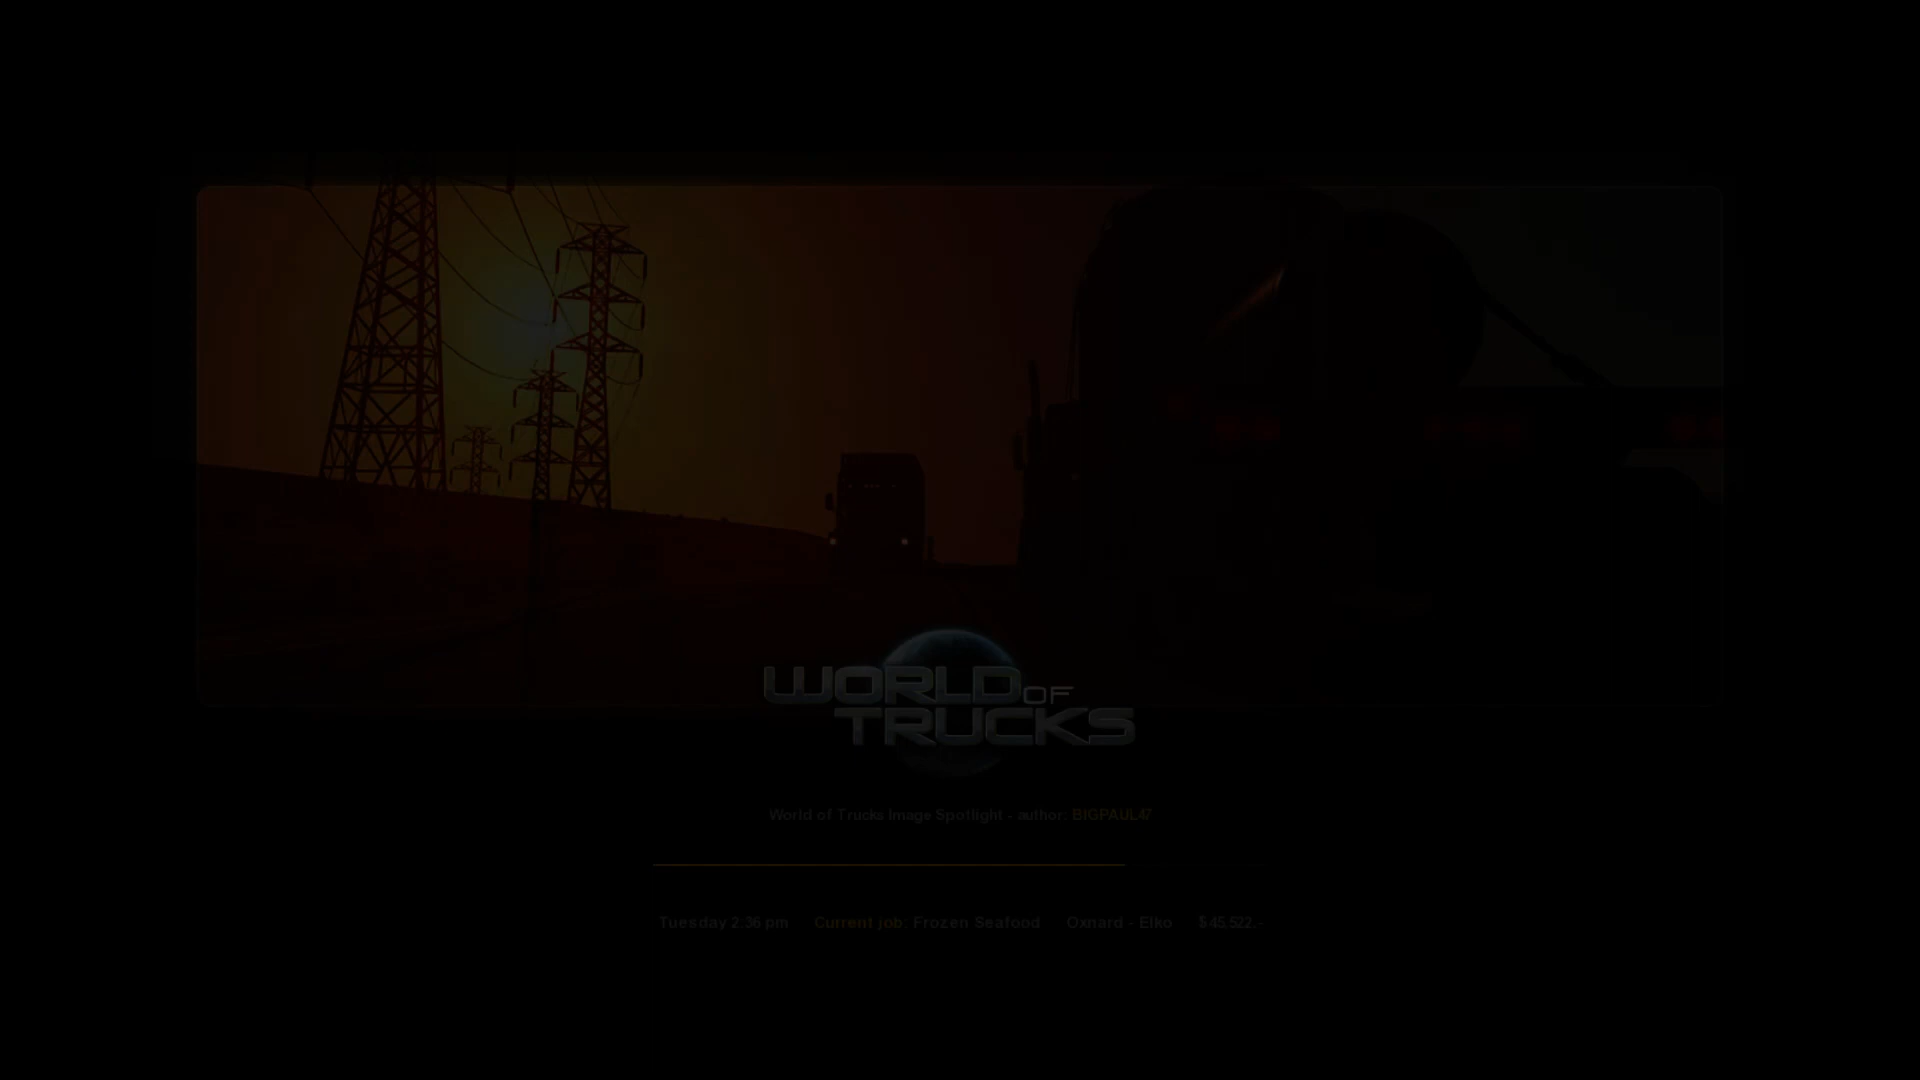 WORLD OF
TRUCKS
World of Trucks Image Spotlight - author: BIGPAUL47
Tuesday 2:36 pm Current job: Frozen Seafood Oxnard - Elko $45,522.-